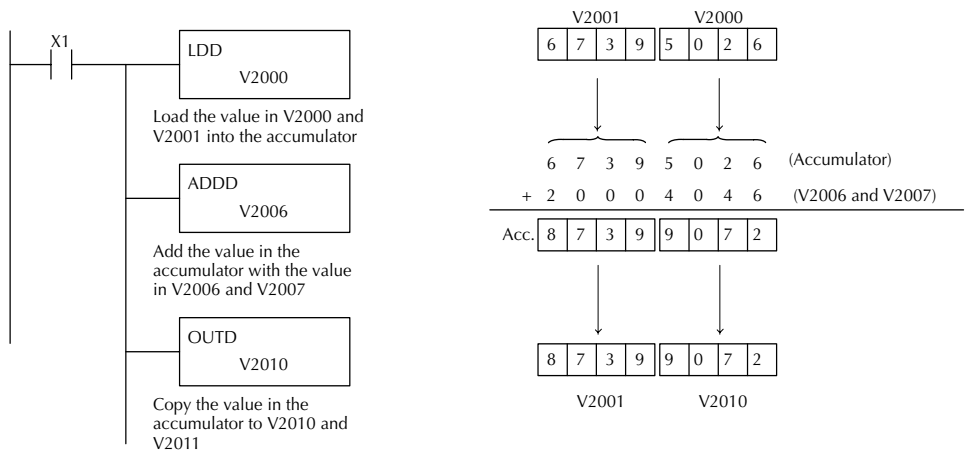 X1
LDD
V2000
Load the value in V2000 and
V2001 into the accumulator
ADDD
V2006
Add the value in the
accumulator with the value
in V2006 and V2007
OUTD
V2010
Copy the value in the
accumulator to V2010 and
V2011
V2001 V2000
6 7 3 9 5 0 2 6
6 7 3 9 5 0 2 6 (Accumulator)
+ 2 0 0 0 4 0 4 6 (V2006 and V2007)
Acc. 8 7 3 9 9 0 7 2
8 7 3 9 9 0 7 2
V2001 V2010